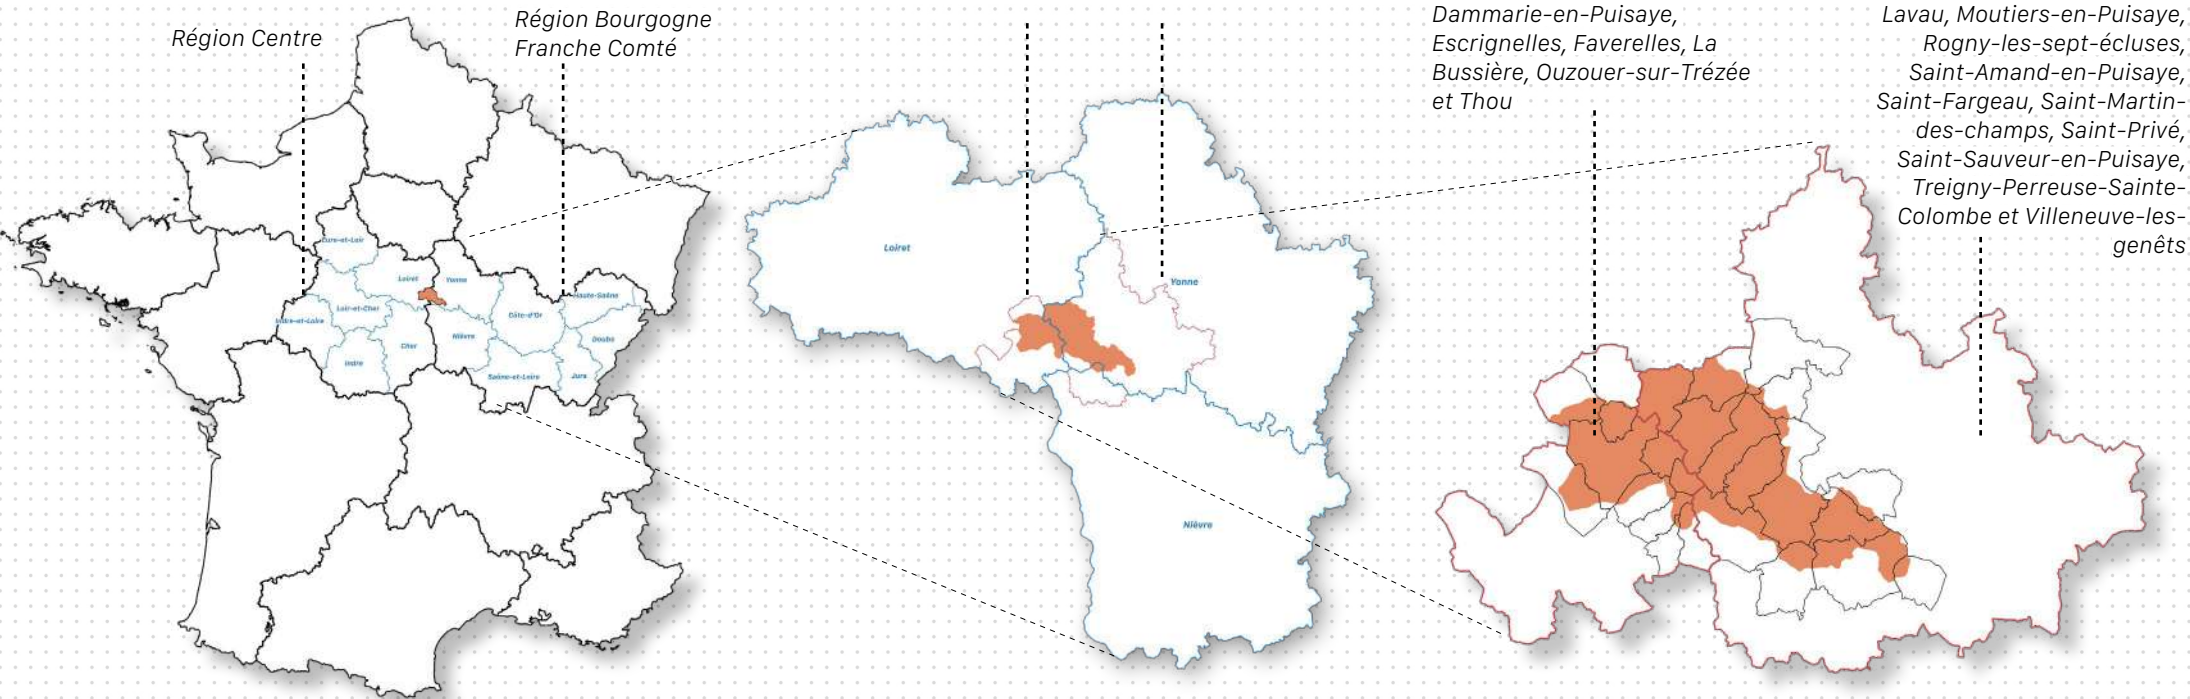 Région Centre
Région Bourgogne
Franche Comté
Eure-et-Loir
Loiret
Yonne
Loir-et-Cher
Indre-et-Loire
Cher
Indre
Nièvre
Côte-d'Or
Haute-Saône
Doubs
Jura
Saône-et-Loire
Loiret
Yonne
Nièvre
Dammarie-en-Puisaye,
Escrignelles, Faverelles, La
Bussière, Ouzouer-sur-Trézée
et Thou
Lavau, Moutiers-en-Puisaye,
Rogny-les-sept-écluses,
Saint-Amand-en-Puisaye,
Saint-Fargeau, Saint-Martin-
des-champs, Saint-Privé,
Saint-Sauveur-en-Puisaye,
Treigny-Perreuse-Sainte-
Colombe et Villeneuve-les-
genêts